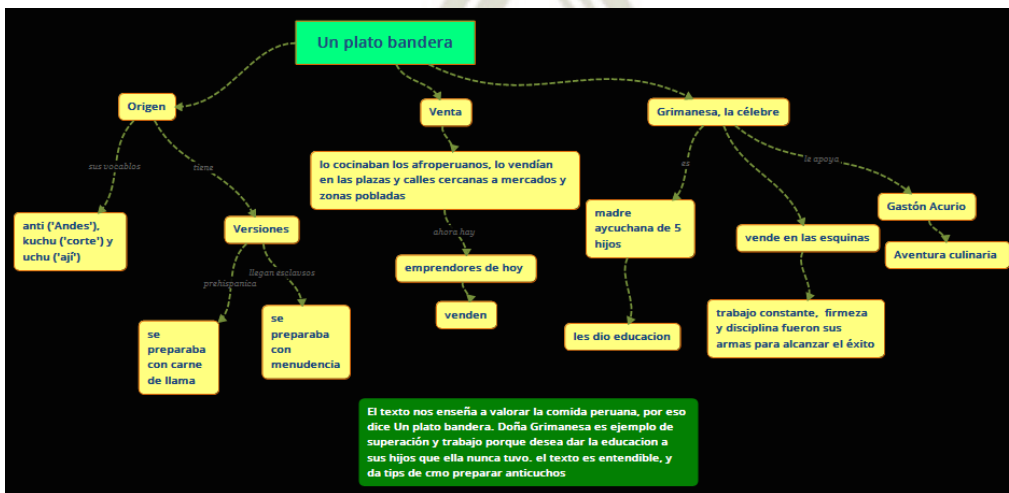 Un plato bandera
Origen
Venta
Grimanesa, la célebre
sus vocablos
tiene
es
le apoya
lo cocinaban los afroperuanos, lo vendían
en las plazas y calles cercanas a mercados y
zonas pobladas
anti ('Andes'),
kuchu ('corte') y
uchu ('ají')
Versiones
ahora hay
madre
aycuchana de 5
hijos
vende en las esquinas
Gastón Acurio
Aventura culinaria
prehispanica
llegan esclavsos
emprendores de hoy
venden
se
preparaba
con carne
de llama
se
preparaba
con
menudencia
les dio educacion
trabajo constante, firmeza
y disciplina fueron sus
armas para alcanzar el éxito
El texto nos enseña a valorar la comida peruana, por eso
dice Un plato bandera. Doña Grimanesa es ejemplo de
superación y trabajo porque desea dar la educacion a
sus hijos que ella nunca tuvo. el texto es entendible, y
da tips de cmo preparar anticuchos